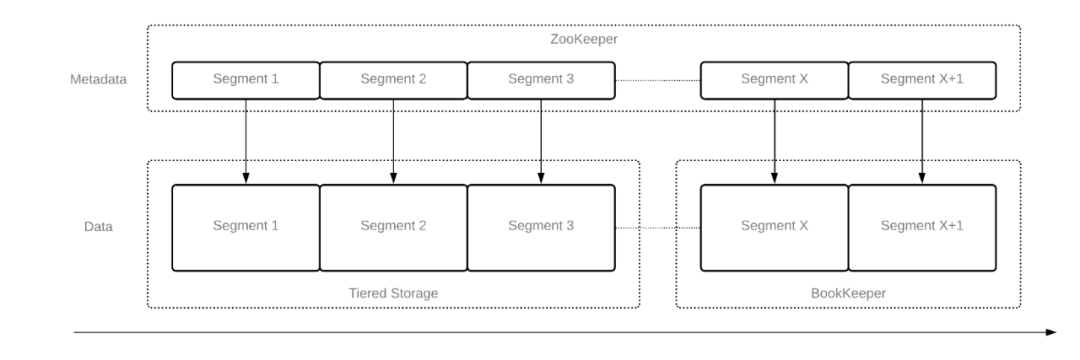 ZooKeeper
Metadata
Segment 1
Segment 2
Segment 3
Segment X
Segment X+1
Data
Segment 1
Segment 2
Segment 3
Segment X
Segment X+1
Tiered Storage
BookKeeper